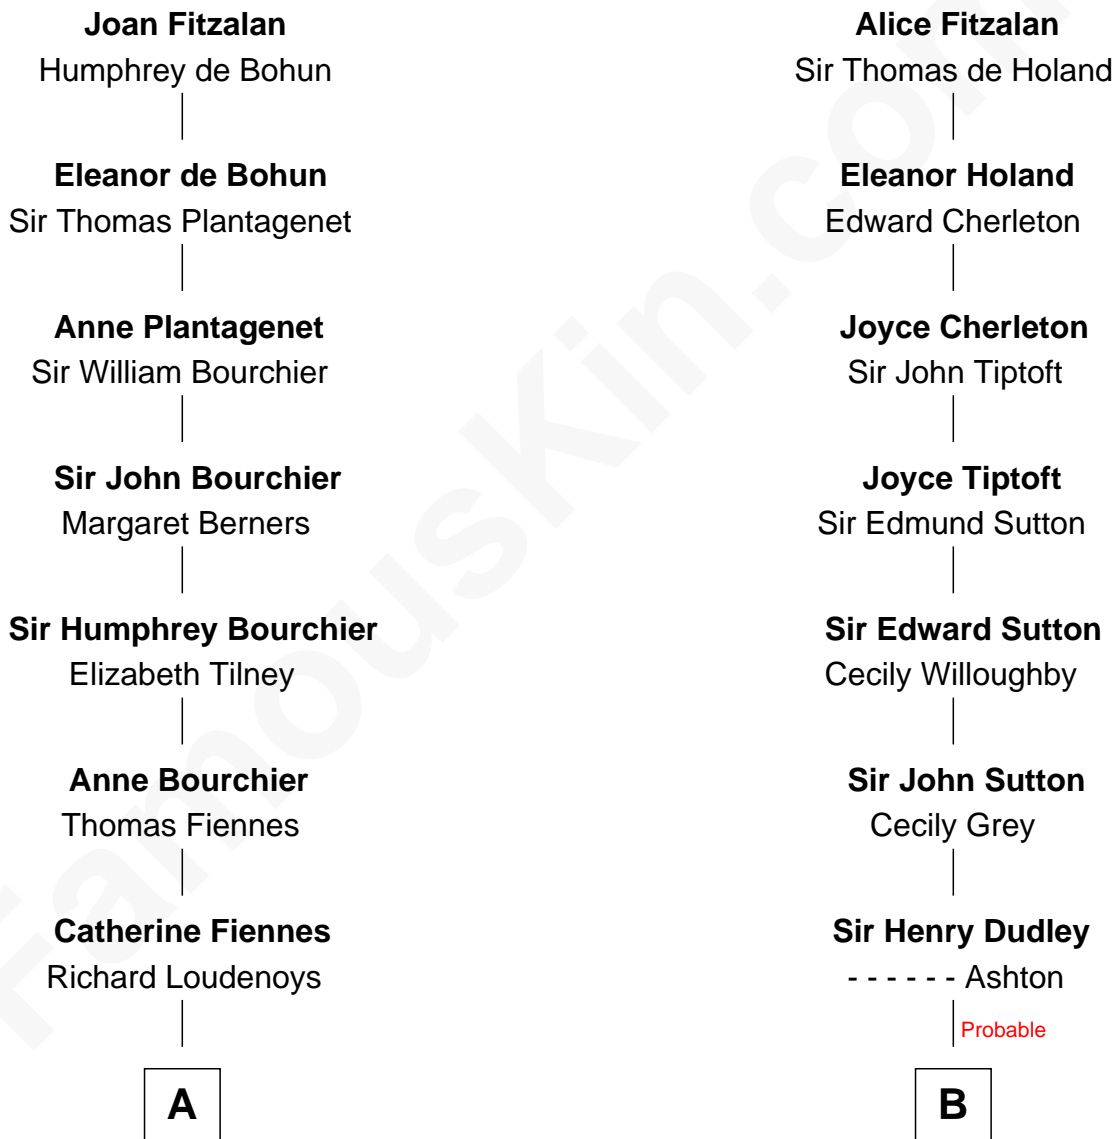 Joan Fitzalan
Humphrey de Bohun
Eleanor de Bohun
Sir Thomas Plantagenet
Anne Plantagenet
Sir William Bourchier
Sir John Bourchier
Margaret Berners
Sir Humphrey Bourchier
Elizabeth Tilney
Anne Bourchier
Thomas Fiennes
Catherine Fiennes
Richard Loudenoys
A
Alice Fitzalan
Sir Thomas de Holand
Eleanor Holand
Edward Cherleton
Joyce Cherleton
Sir John Tiptoft
Joyce Tiptoft
Sir Edmund Sutton
Sir Edward Sutton
Cecily Willoughby
Sir John Sutton
Cecily Grey
Sir Henry Dudley
- - - - - - Ashton
Probable
B
FamousKin.com